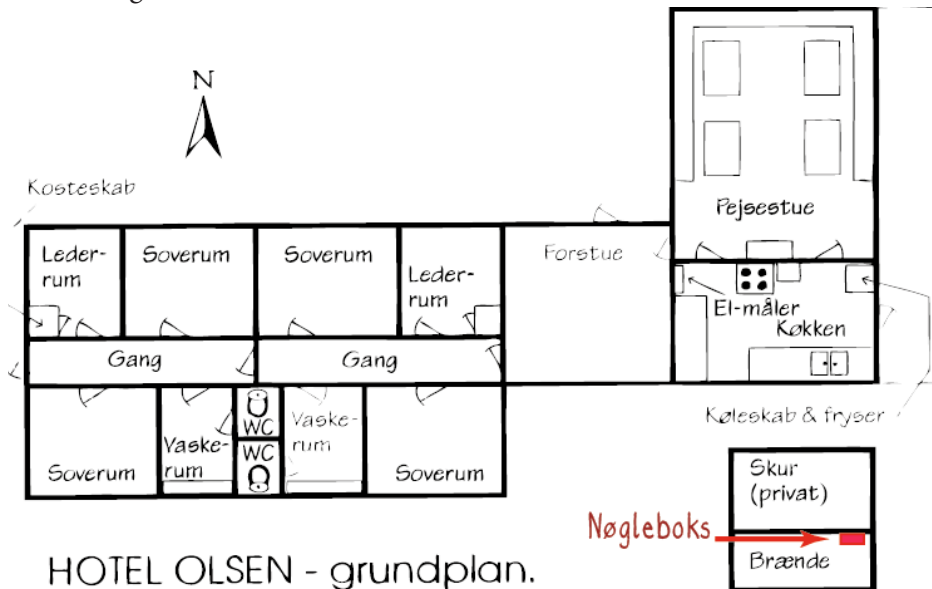 N
Kosteskab
Leder-
rum
Soverum
Soverum
Leder-
rum
Forstue
Pejsestue
El-måler
Køkken
Gang
Gang
Køleskab & fryser
Soverum
Vaske-
rum
WC
WC
Vaske-
rum
Soverum
Skur
(privat)
Nøgleboks
Brænde
HOTEL OLSEN - grundplan.